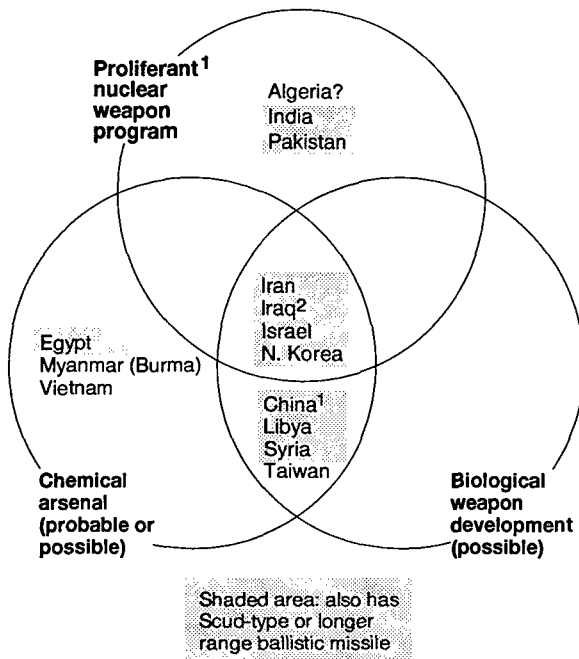 Proliferant¹
nuclear
weapon
program
Algeria?
India
Pakistan
Iran
Iraq²
Israel
N. Korea
Egypt
Myanmar (Burma)
Vietnam
China¹
Libya
Syria
Taiwan
Chemical
arsenal
(probable or
possible)
Biological
weapon
development
(possible)
Shaded area: also has
Scud-type or longer
range ballistic missile